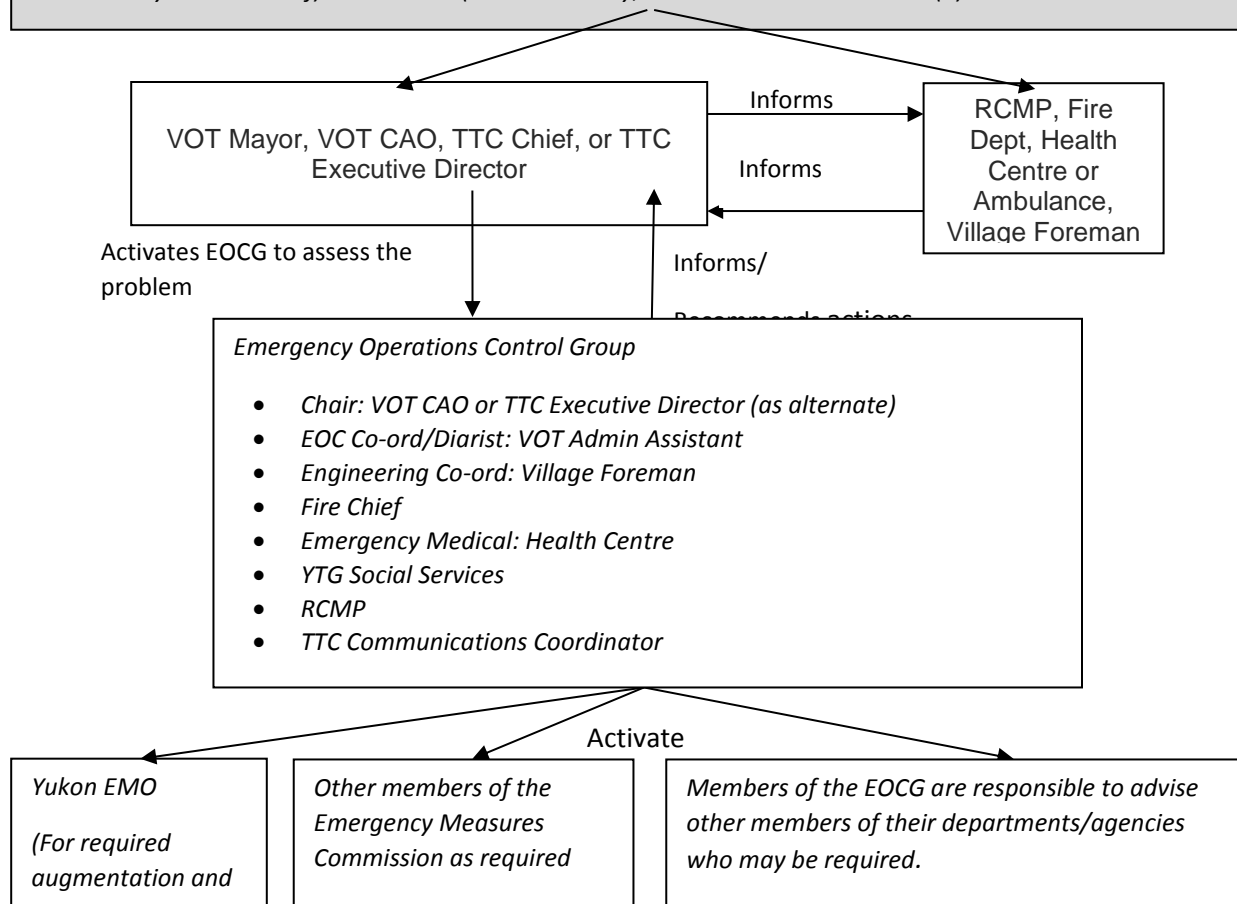 Informs
VOT Mayor, VOT CAO, TTC Chief, or TTC
Executive Director
RCMP, Fire
Dept, Health
Centre or
Ambulance,
Village Foreman
Informs
Activates EOCG to assess the
problem
Informs/
Recommends actions
Emergency Operations Control Group
• Chair: VOT CAO or TTC Executive Director (as alternate)
• EOC Co-ord/Diarist: VOT Admin Assistant
• Engineering Co-ord: Village Foreman
• Fire Chief
• Emergency Medical: Health Centre
• YTG Social Services
• RCMP
• TTC Communications Coordinator
Activate
Yukon EMO
(For required
augmentation and
Other members of the
Emergency Measures
Commission as required
Members of the EOCG are responsible to advise
other members of their departments/agencies
who may be required.